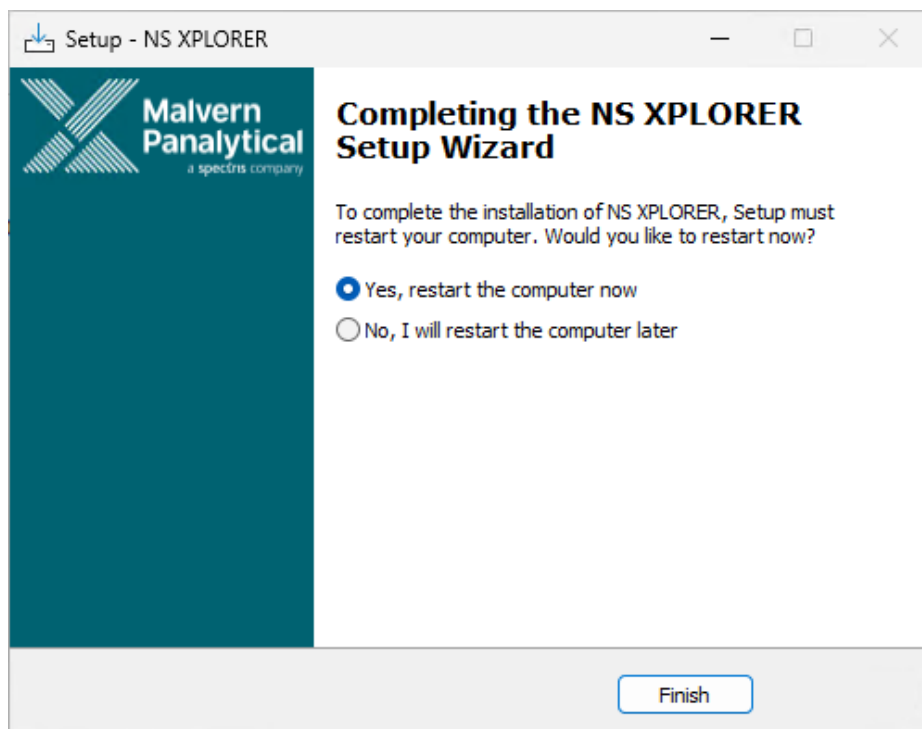 Setup - NS XPLORER
Malvern
Panalytical
a spectris company
Completing the NS XPLORER
Setup Wizard
To complete the installation of NS XPLORER, Setup must
restart your computer. Would you like to restart now?
Yes, restart the computer now
No, I will restart the computer later
Finish